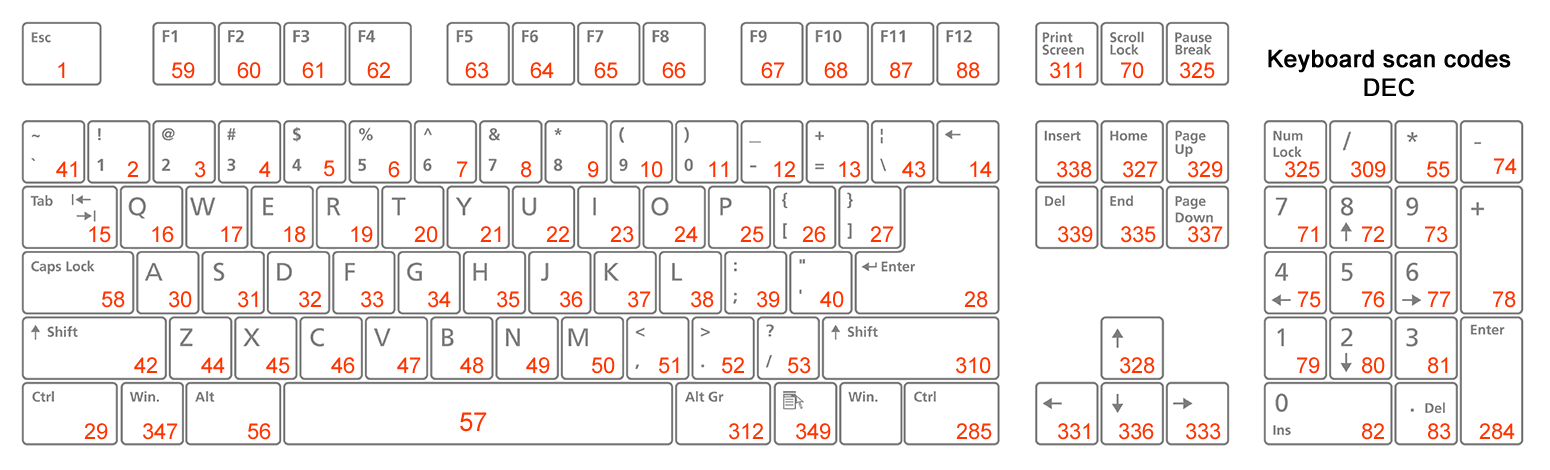 Esc F1 F2 F3 F4 F5 F6 F7 F8 F9 F10 F11 F12 Print Screen Scroll Lock Pause Break
1 59 60 61 62 63 64 65 66 67 68 87 88 311 70 325
Keyboard scan codes
DEC
~ ! @ # $ % ^ & * ( ) _ + ¦ ←
` 41 1 2 2 3 3 4 4 5 5 6 6 7 7 8 8 9 9 10 0 11 - 12 = 13 \ 43 14
Insert Home Page Up
338 327 329
Num Lock / * -
325 309 55 74
Tab |← →| Q W E R T Y U I O P { }
15 16 17 18 19 20 21 22 23 24 25 [ 26 ] 27
Del End Page Down
339 335 337
7 8 9 +
71 ↑ 72 73
Caps Lock A S D F G H J K L : " ↵ Enter
58 30 31 32 33 34 35 36 37 38 ; 39 ' 40 28
4 5 6
← 75 76 → 77 78
↑ Shift Z X C V B N M < > ? ↑ Shift
42 44 45 46 47 48 49 50 , 51 . 52 / 53 310
↑
328
1 2 3 Enter
79 ↓ 80 81
Ctrl Win. Alt Alt Gr Win. Ctrl
29 347 56 57 312 349 285
← ↓ →
331 336 333
0 . Del
Ins 82 83 284